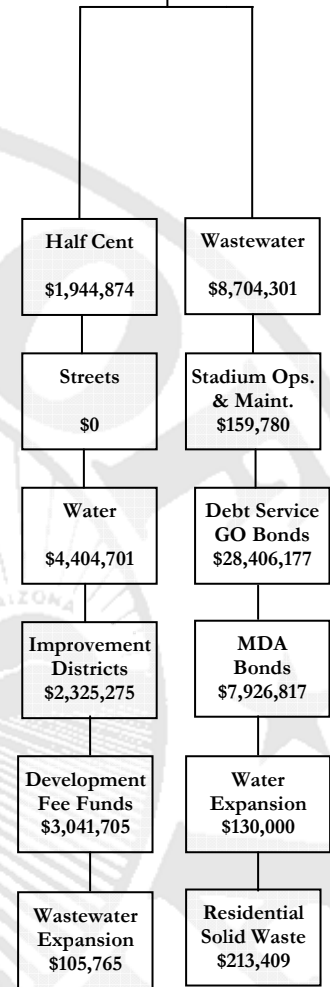 Half Cent
$1,944,874
Streets
$0
Water
$4,404,701
Improvement
Districts
$2,325,275
Development
Fee Funds
$3,041,705
Wastewater
Expansion
$105,765
Wastewater
$8,704,301
Stadium Ops.
& Maint.
$159,780
Debt Service
GO Bonds
$28,406,177
MDA
Bonds
$7,926,817
Water
Expansion
$130,000
Residential
Solid Waste
$213,409